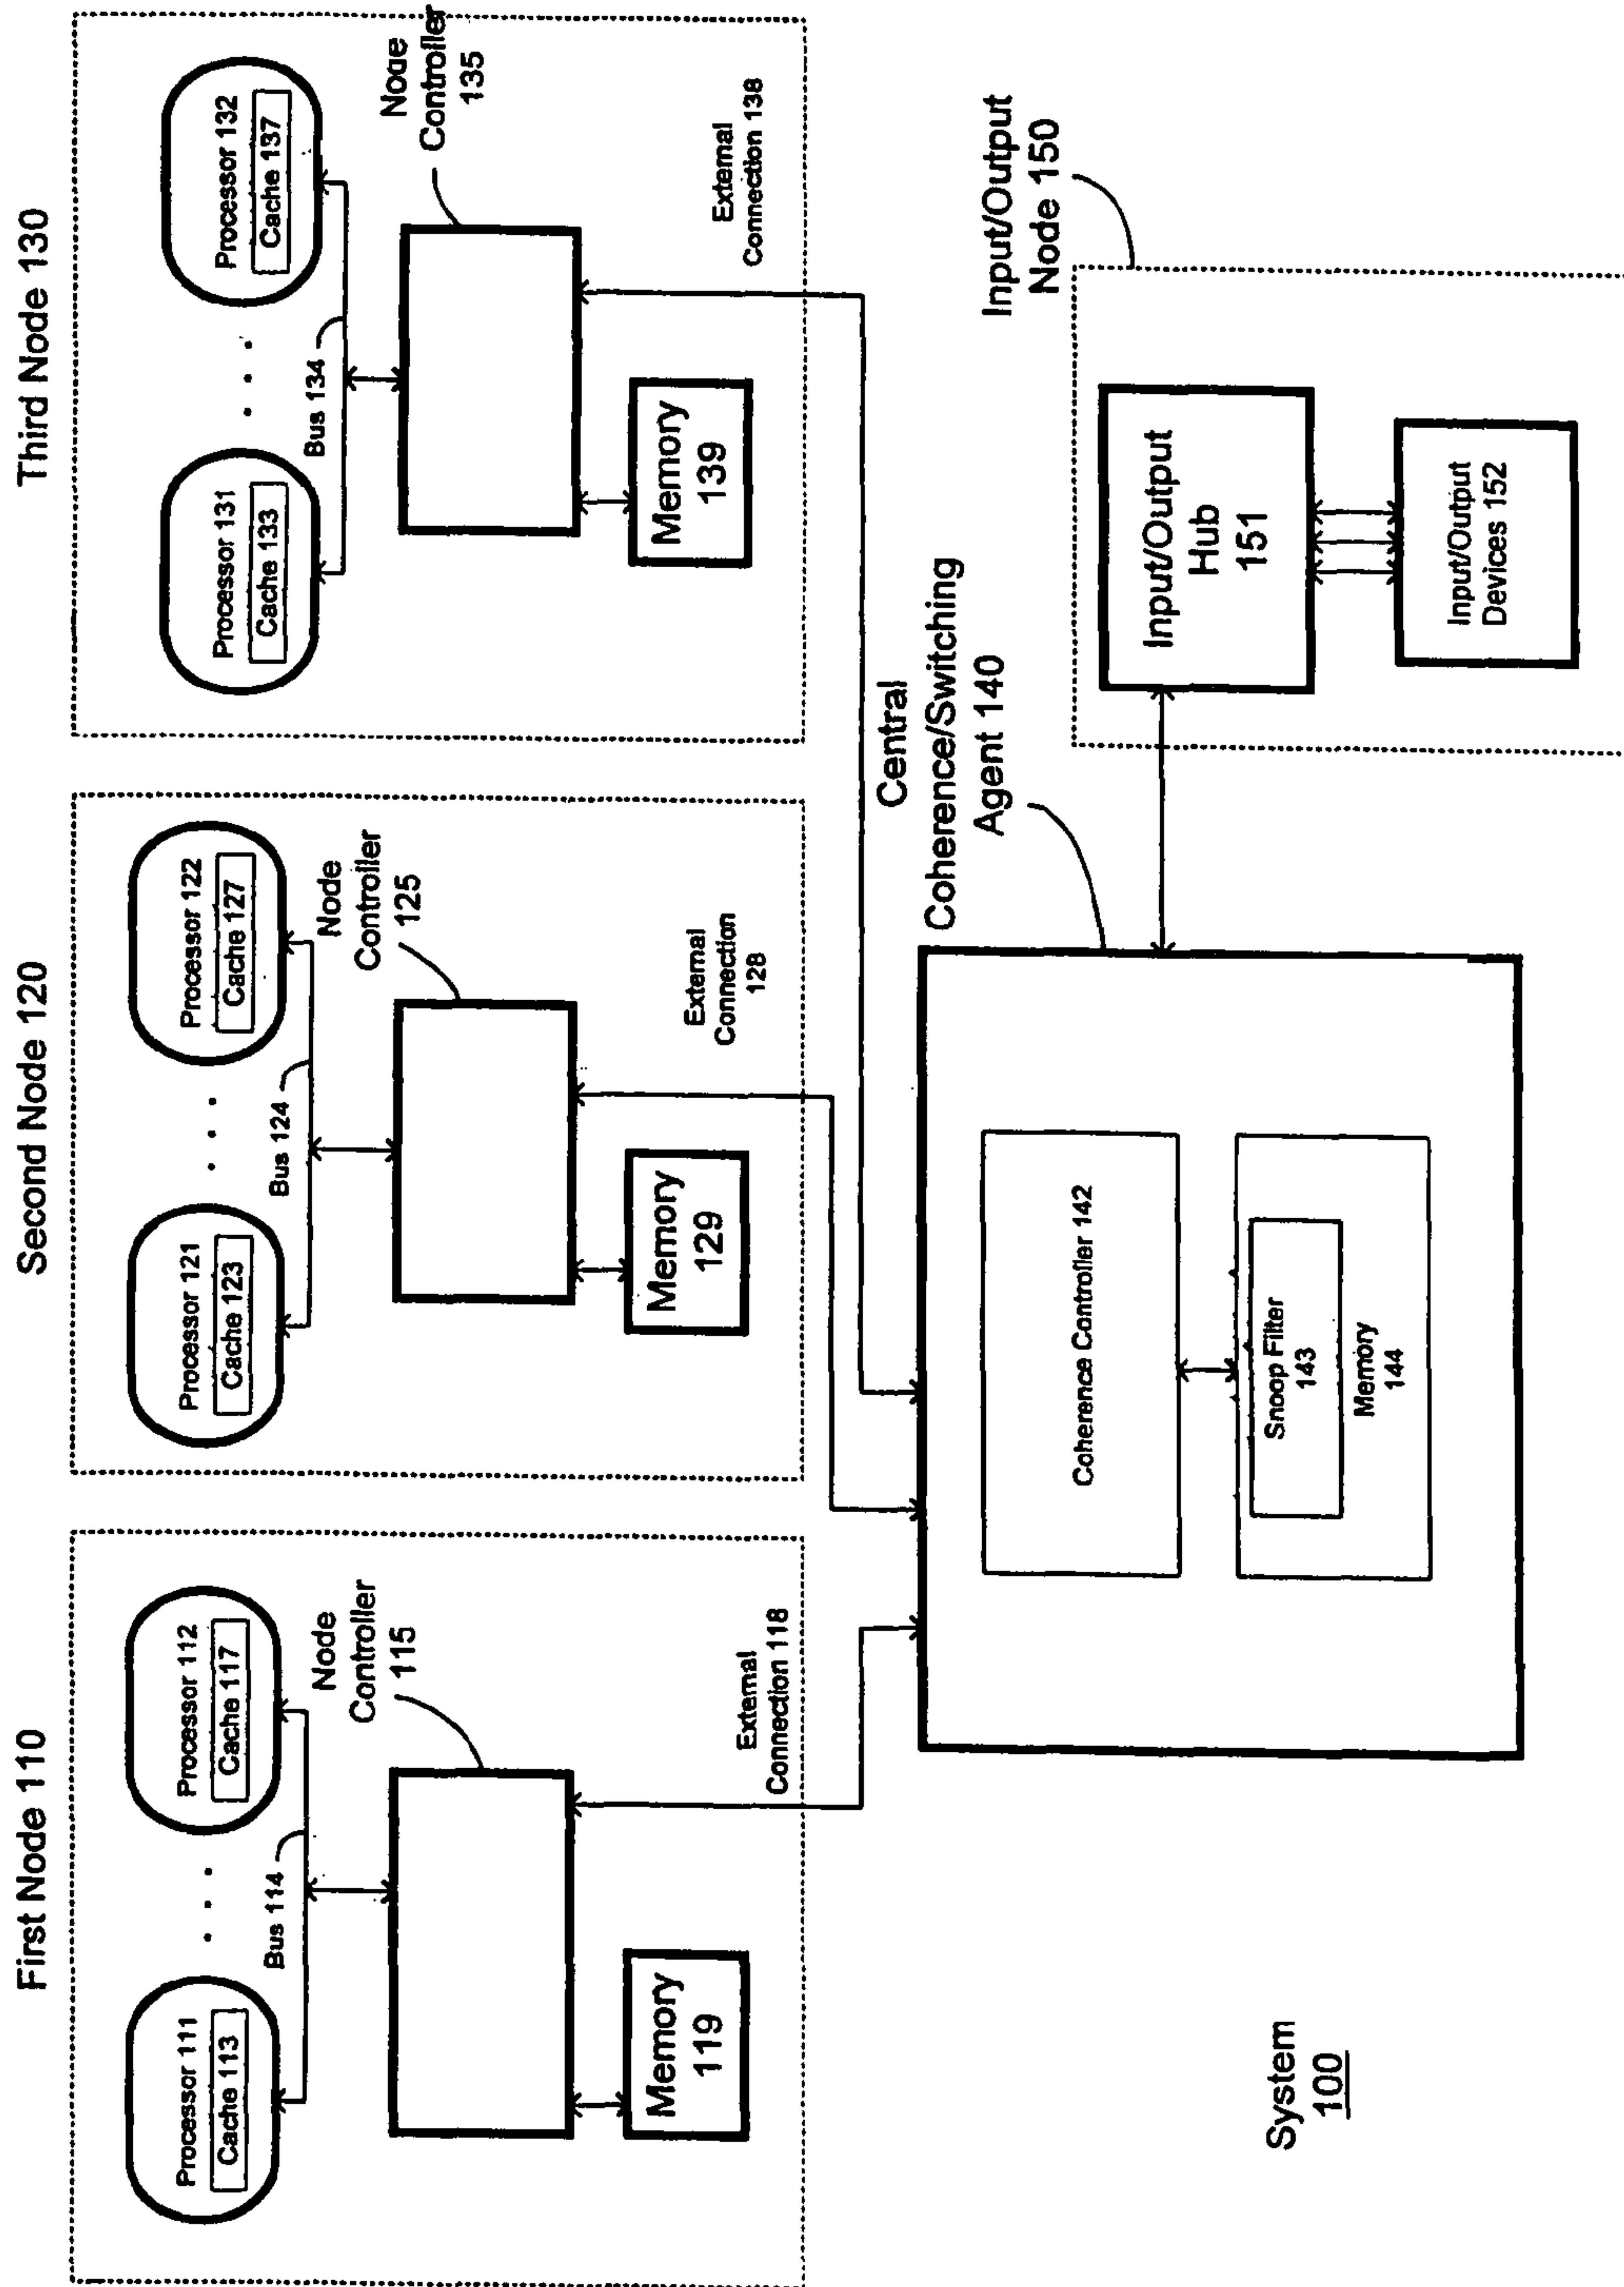 First Node 110
Processor 111
Cache 113
. . .
Processor 112
Cache 117
Bus 114
Node
Controller
115
Memory
119
External
Connection 118
Second Node 120
Processor 121
Cache 123
. . .
Processor 122
Cache 127
Bus 124
Node
Controller
125
Memory
129
External
Connection
128
Third Node 130
Processor 131
Cache 133
. . .
Processor 132
Cache 137
Bus 134
Node
Controller
135
Memory
139
External
Connection 138
Central
Coherence/Switching
Agent 140
Coherence Controller 142
Snoop Filter
143
Memory
144
Input/Output
Node 150
Input/Output
Hub
151
Input/Output
Devices 152
System
100